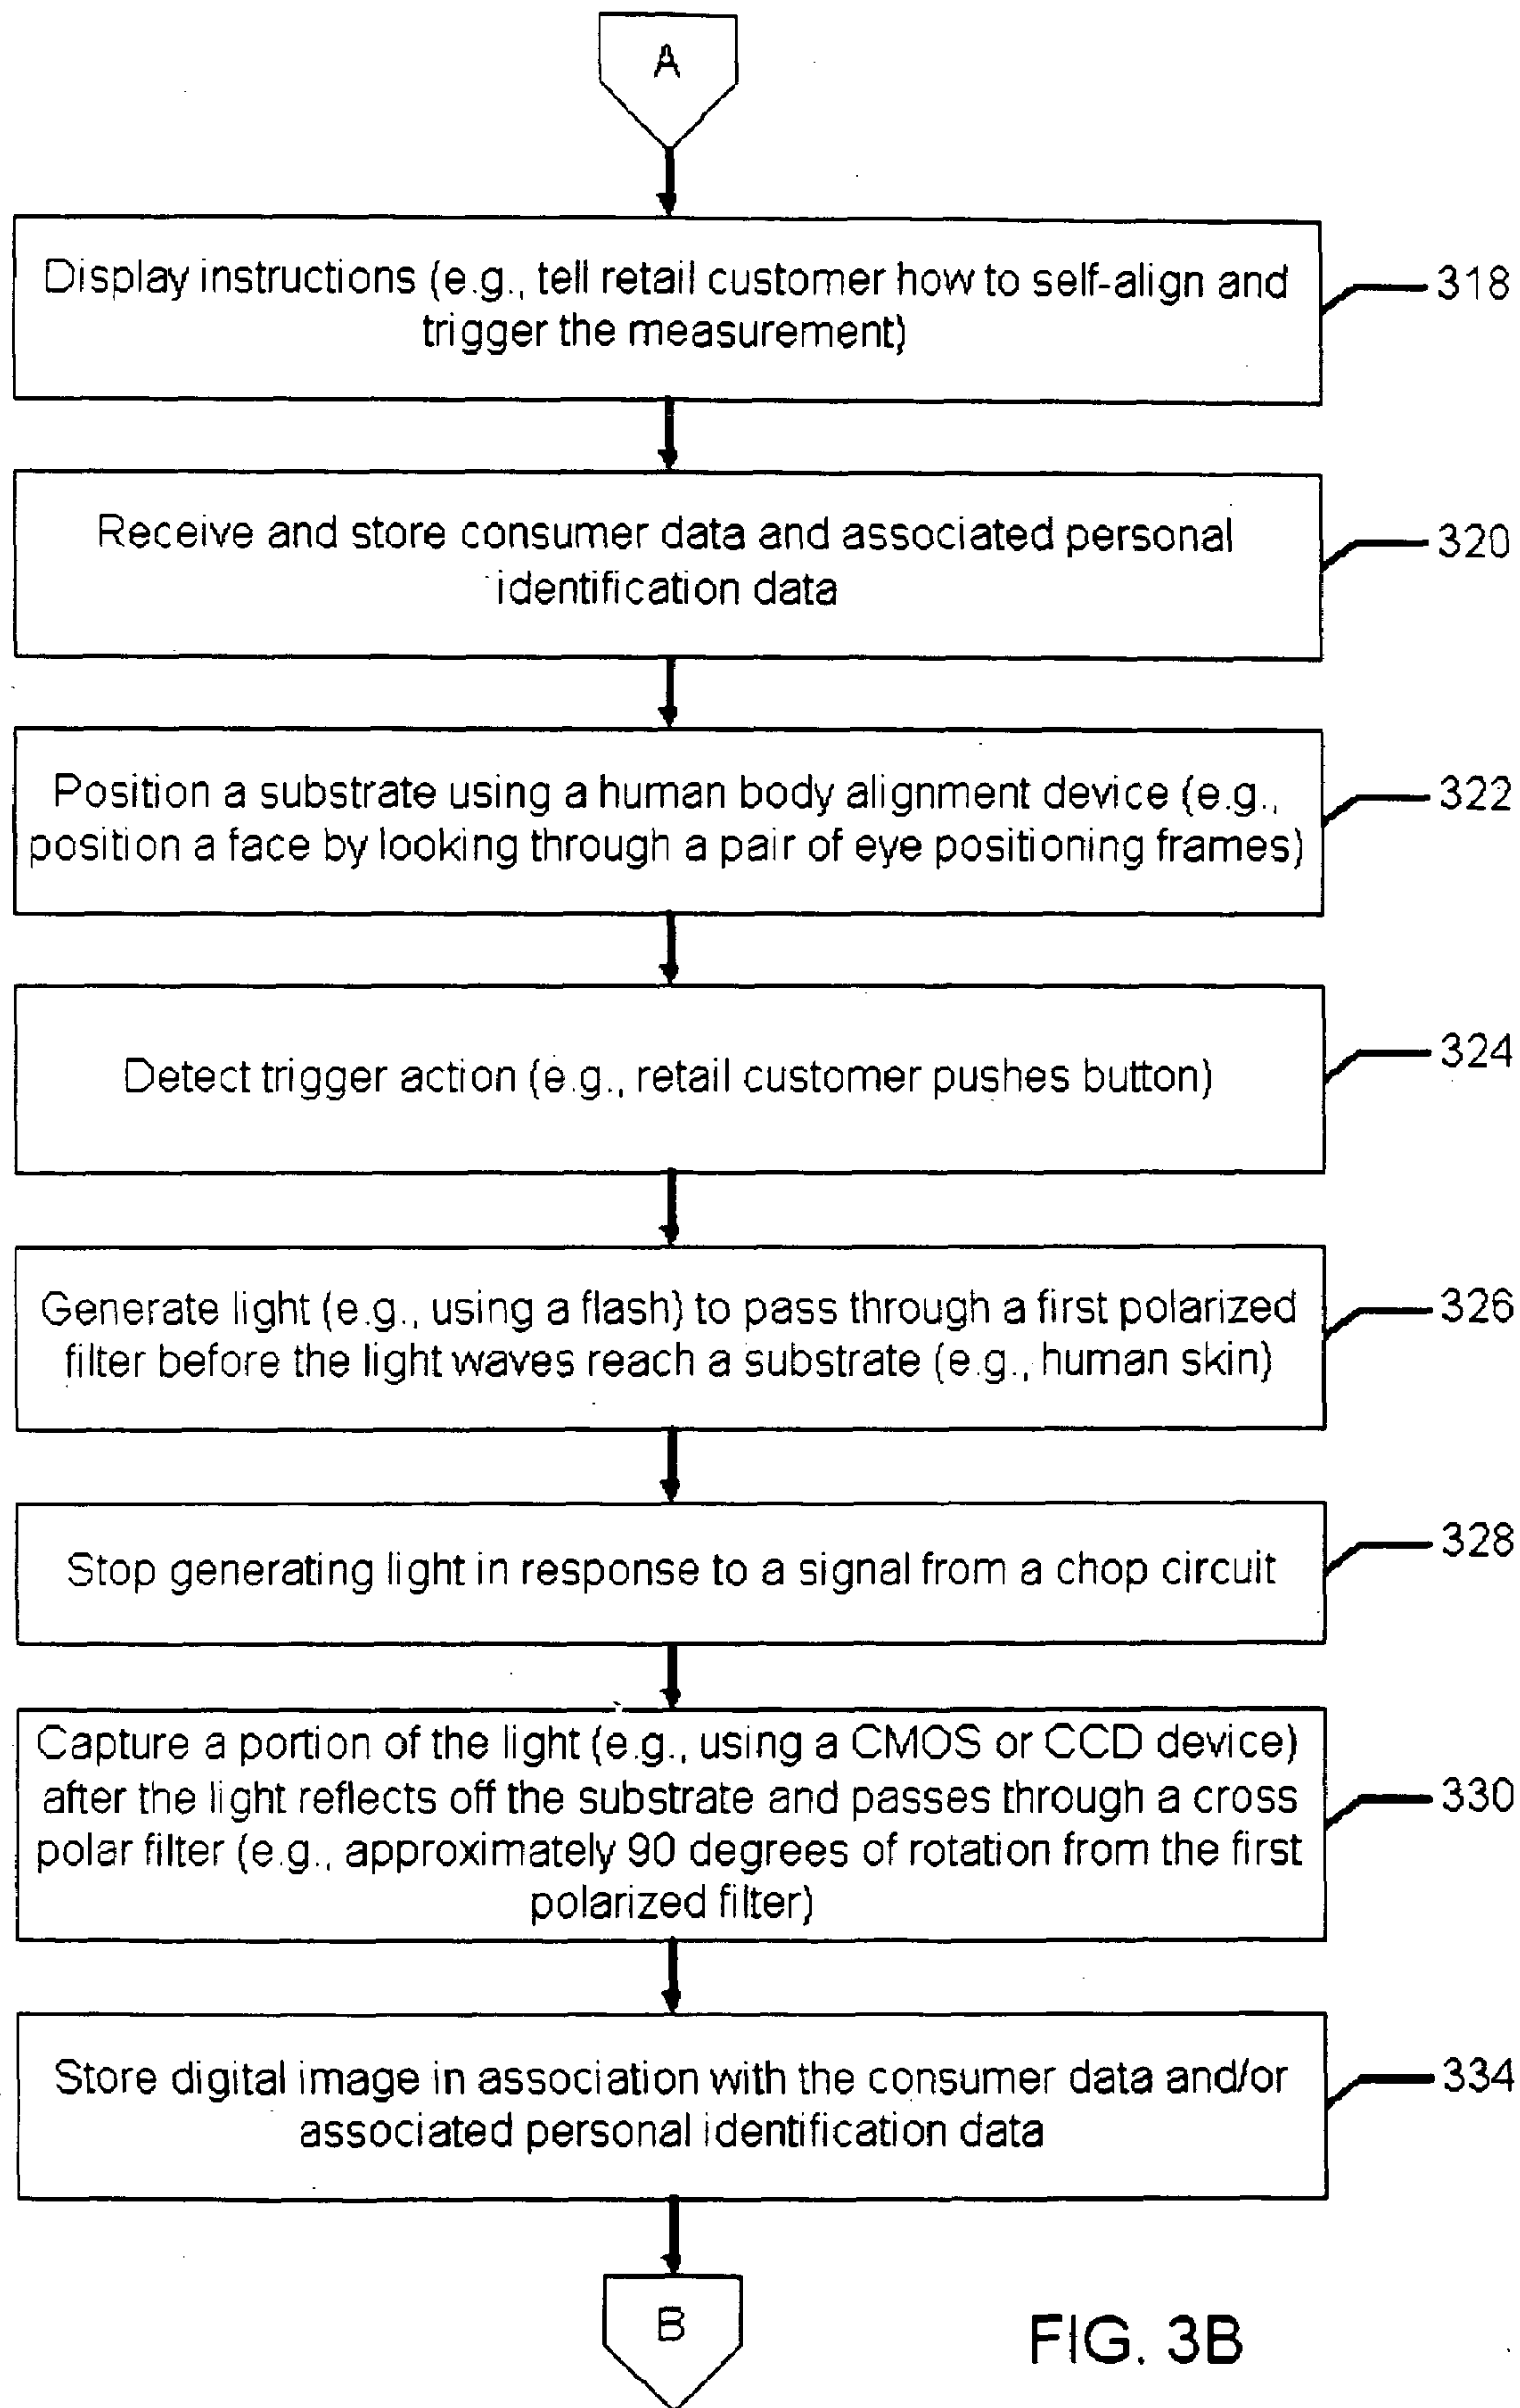 A
Display instructions (e.g., tell retail customer how to self-align and
trigger the measurement)
318
Receive and store consumer data and associated personal
identification data
320
Position a substrate using a human body alignment device (e.g.,
position a face by looking through a pair of eye positioning frames)
322
Detect trigger action (e.g., retail customer pushes button)
324
Generate light (e.g., using a flash) to pass through a first polarized
filter before the light waves reach a substrate (e.g., human skin)
326
Stop generating light in response to a signal from a chop circuit
328
Capture a portion of the light (e.g., using a CMOS or CCD device)
after the light reflects off the substrate and passes through a cross
polar filter (e.g., approximately 90 degrees of rotation from the first
polarized filter)
330
Store digital image in association with the consumer data and/or
associated personal identification data
334
B
FIG. 3B